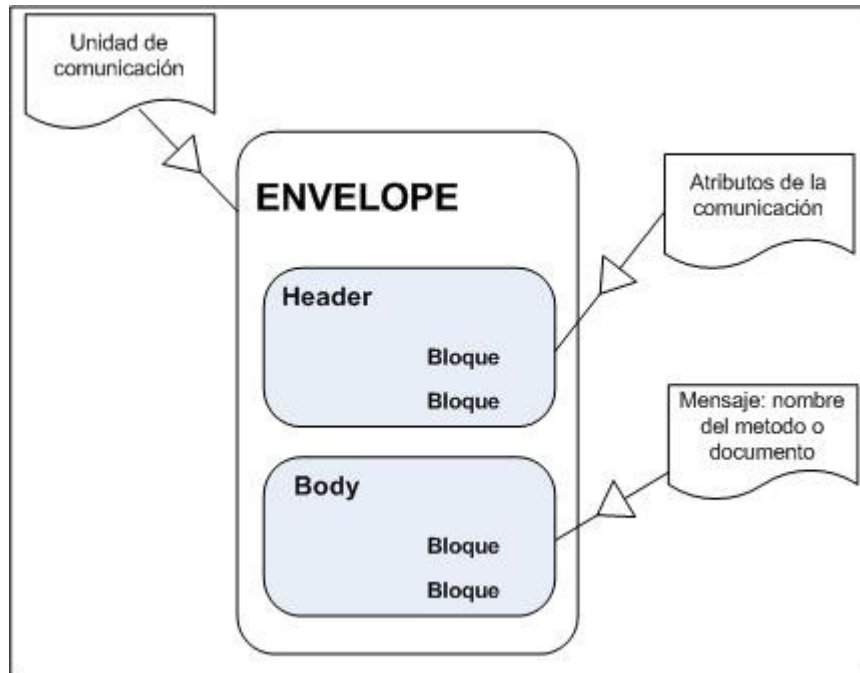 Unidad de
comunicación
ENVELOPE
Header
Bloque
Bloque
Atributos de la
comunicación
Body
Bloque
Bloque
Mensaje: nombre
del metodo o
documento